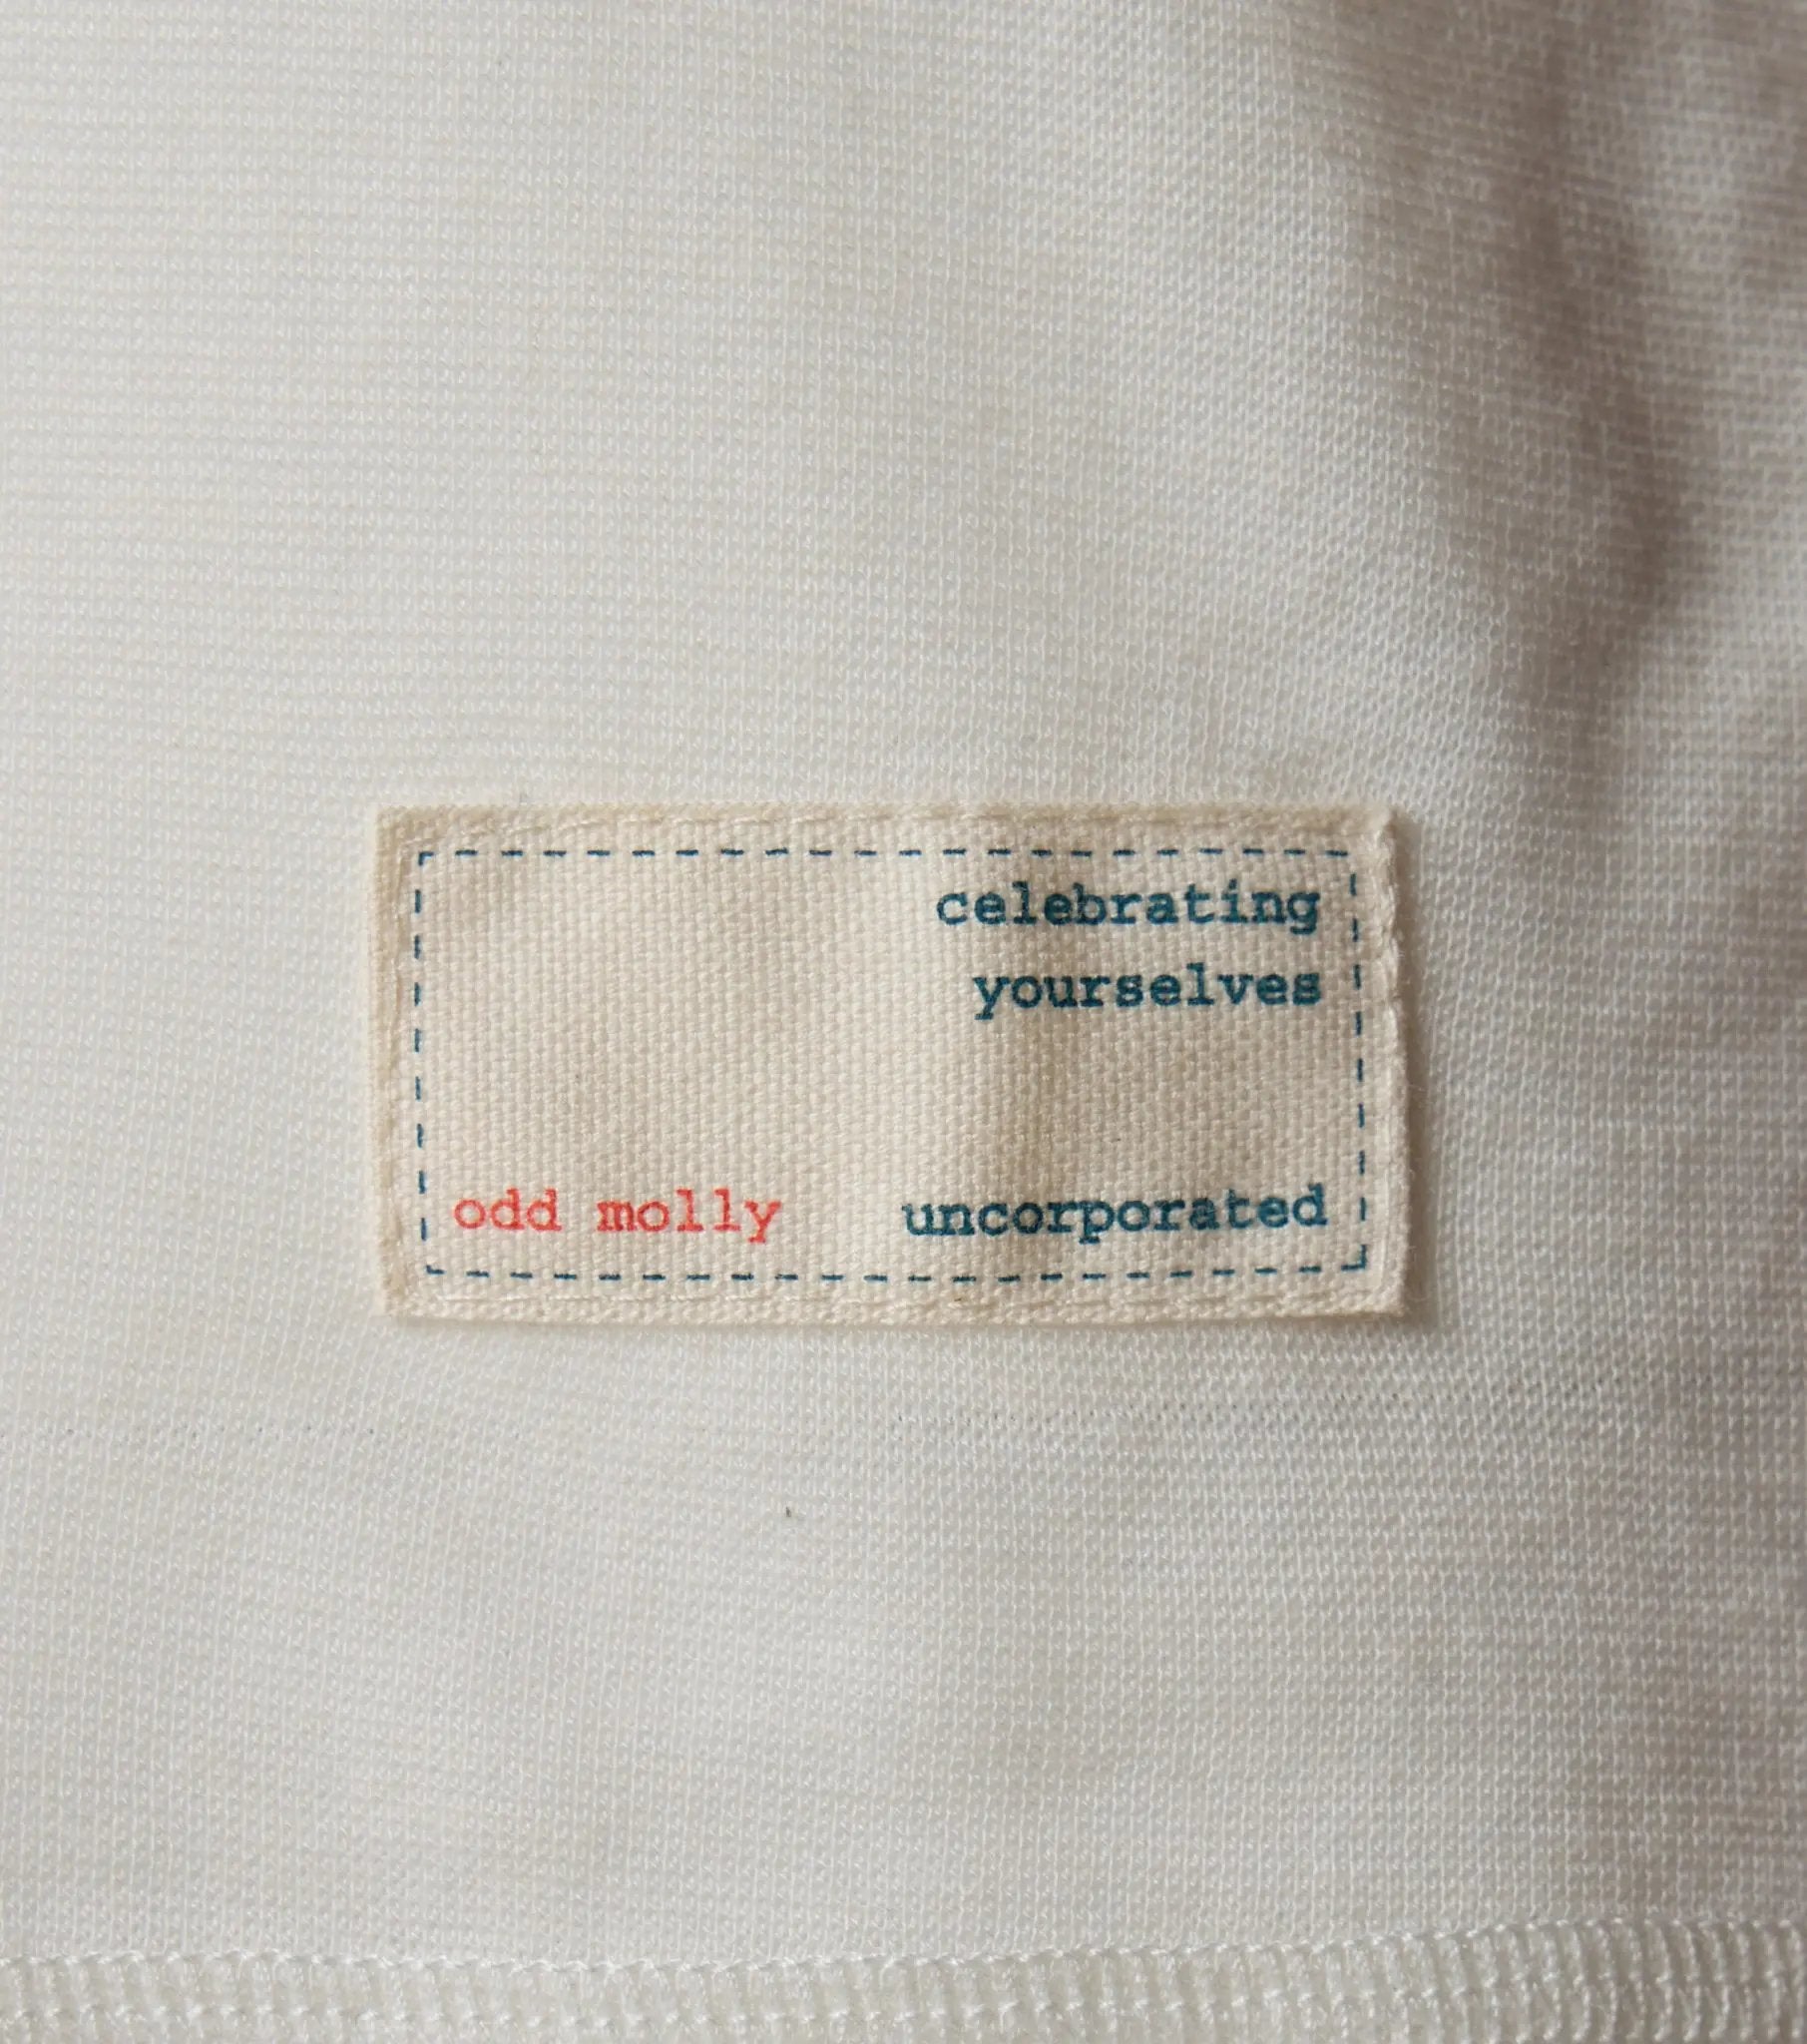 celebrating
yourselves
odd molly uncorporated